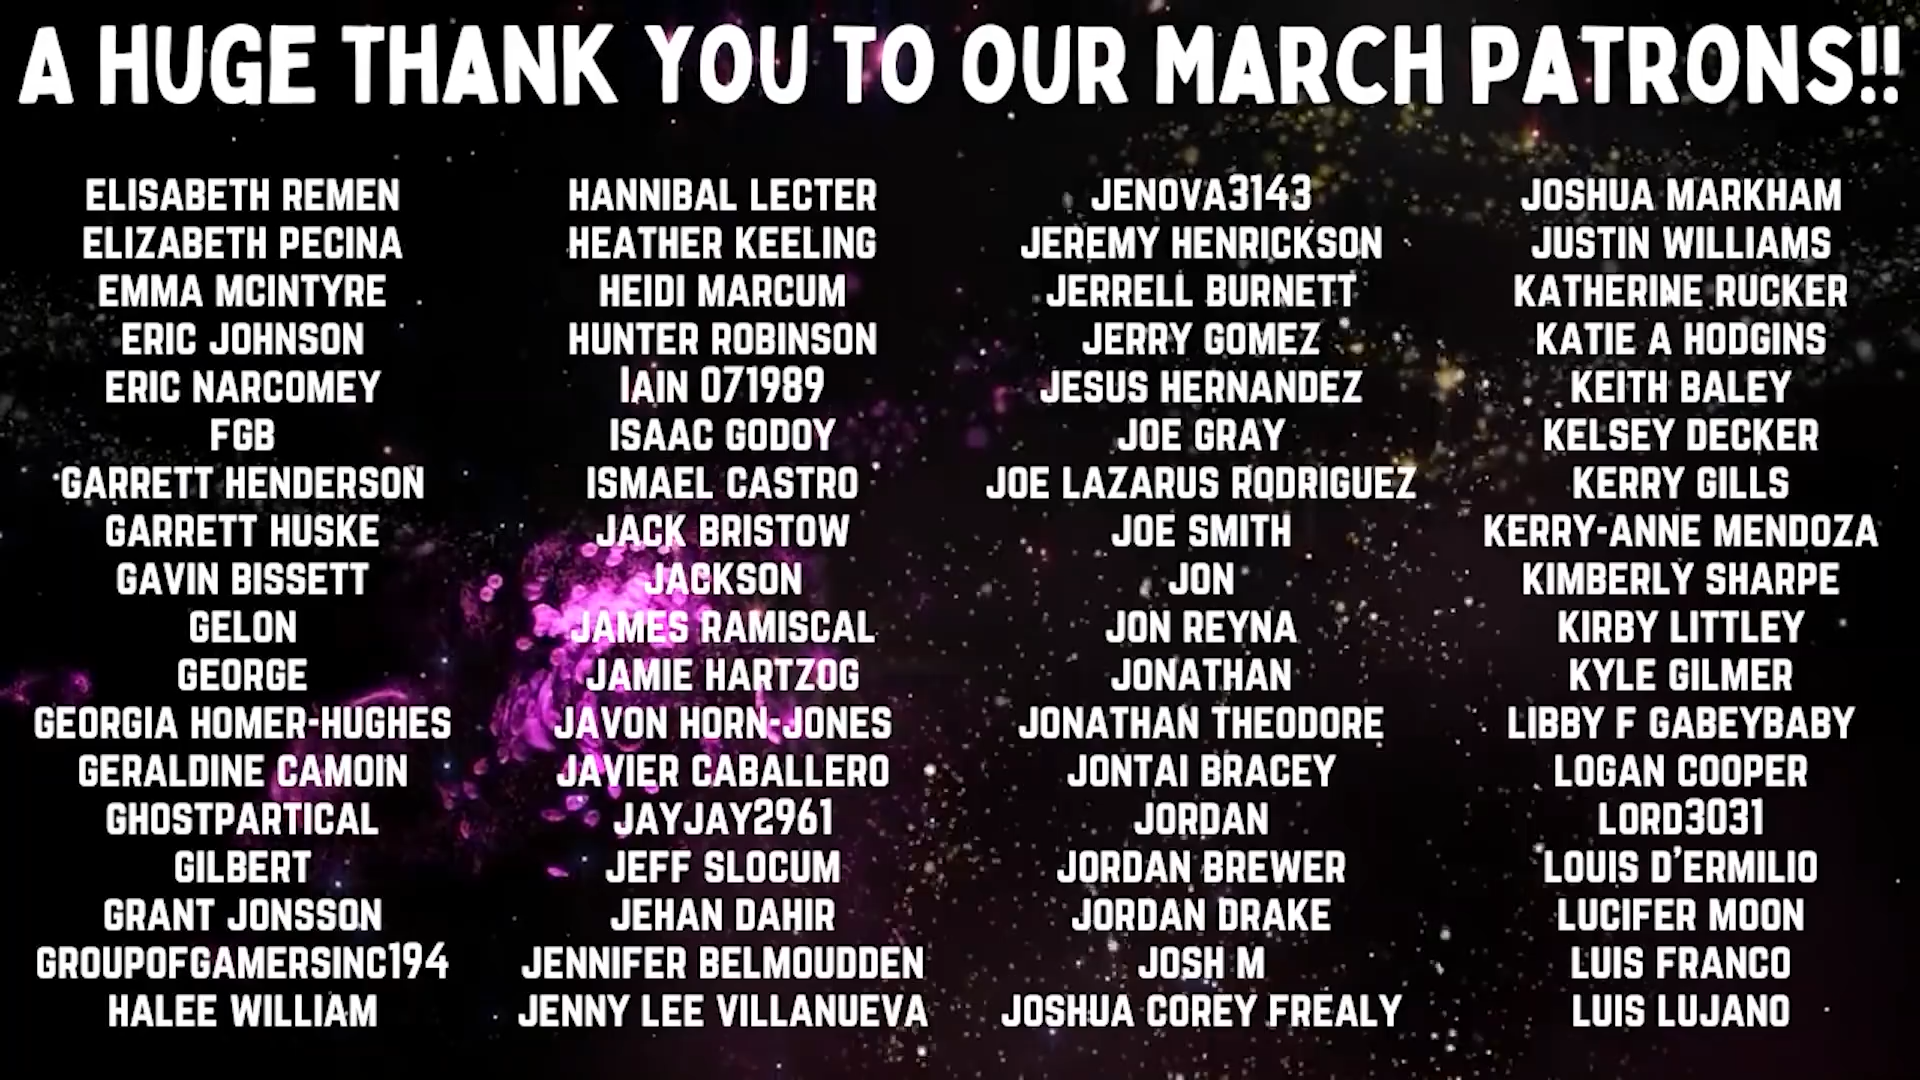 A HUGE THANK YOU TO OUR MARCH PATRONS!!
ELISABETH REMEN
ELIZABETH PECINA
EMMA MCINTYRE
ERIC JOHNSON
ERIC NARCOMEY
FGB
GARRETT HENDERSON
GARRETT HUSKE
GAVIN BISSETT
GELON
GEORGE
GEORGIA HOMER-HUGHES
GERALDINE CAMOIN
GHOSTPARTICAL
GILBERT
GRANT JONSSON
GROUPOFGAMERSINC194
HALEE WILLIAM
HANNIBAL LECTER
HEATHER KEELING
HEIDI MARCUM
HUNTER ROBINSON
IAIN 071989
ISAAC GODOY
ISMAEL CASTRO
JACK BRISTOW
JACKSON
JAMES RAMISCAL
JAMIE HARTZOG
JAVON HORN-JONES
JAVIER CABALLERO
JAYJAY2961
JEFF SLOCUM
JEHAN DAHIR
JENNIFER BELMOUDDEN
JENNY LEE VILLANUEVA
JENOVA3143
JEREMY HENRICKSON
JERRELL BURNETT
JERRY GOMEZ
JESUS HERNANDEZ
JOE GRAY
JOE LAZARUS RODRIGUEZ
JOE SMITH
JON
JON REYNA
JONATHAN
JONATHAN THEODORE
JONTAI BRACEY
JORDAN
JORDAN BREWER
JORDAN DRAKE
JOSH M
JOSHUA COREY FREALY
JOSHUA MARKHAM
JUSTIN WILLIAMS
KATHERINE RUCKER
KATIE A HODGINS
KEITH BALEY
KELSEY DECKER
KERRY GILLS
KERRY-ANNE MENDOZA
KIMBERLY SHARPE
KIRBY LITTLEY
KYLE GILMER
LIBBY F GABEYBABY
LOGAN COOPER
LORD3031
LOUIS D'ERMILIO
LUCIFER MOON
LUIS FRANCO
LUIS LUJANO